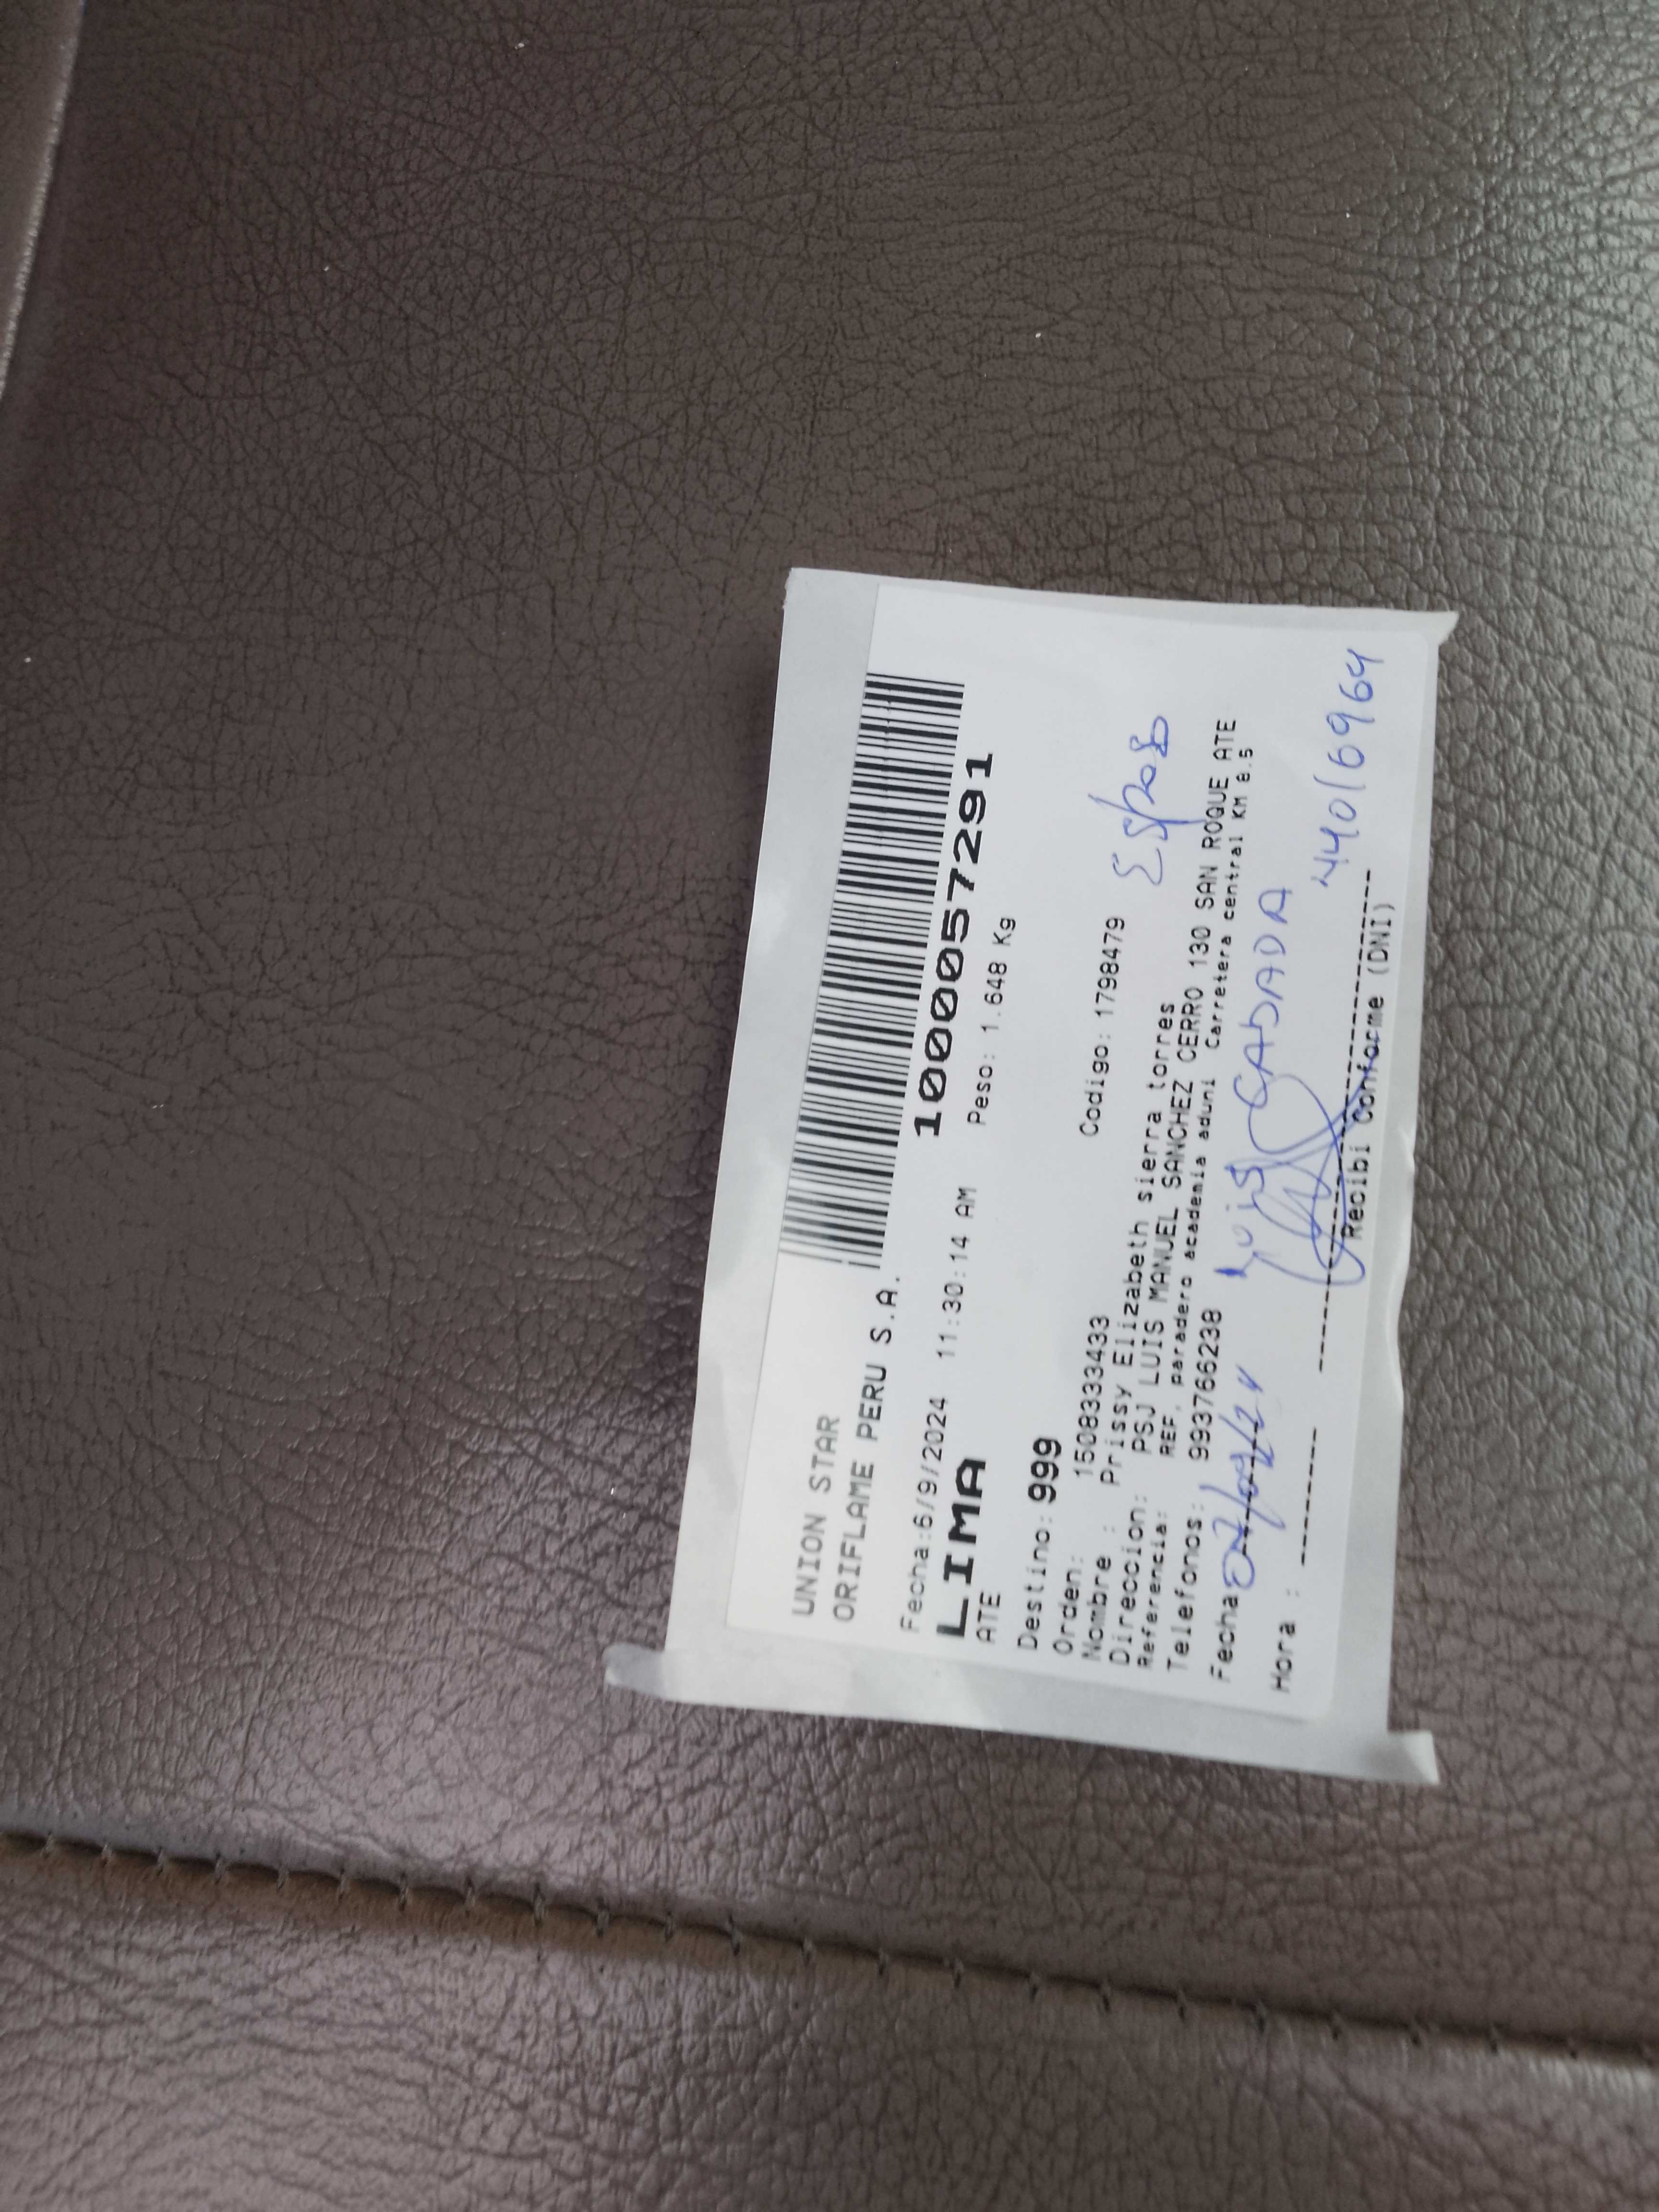 UNION STAR
ORIFLAME PERU S.A.
Fecha:6/9/2024 11:30:14 AM
1000057291
LIMA
Peso: 1.648 Kg
ATE
Destino: 999
Orden: 1508333433
Codigo: 1798479
Nombre : Prissy Elizabeth sierra torres
Direccion: PSJ LUIS MANUEL SANCHEZ CERRO 130 SAN ROQUE ATE
Referencia: REF. paradero academia aduni Carretera central KM 8.5
Telefonos: 993766238
Fecha 07/09/24
Luis CABADA
44016964
Hora :
Recibi Conforme (DNI)